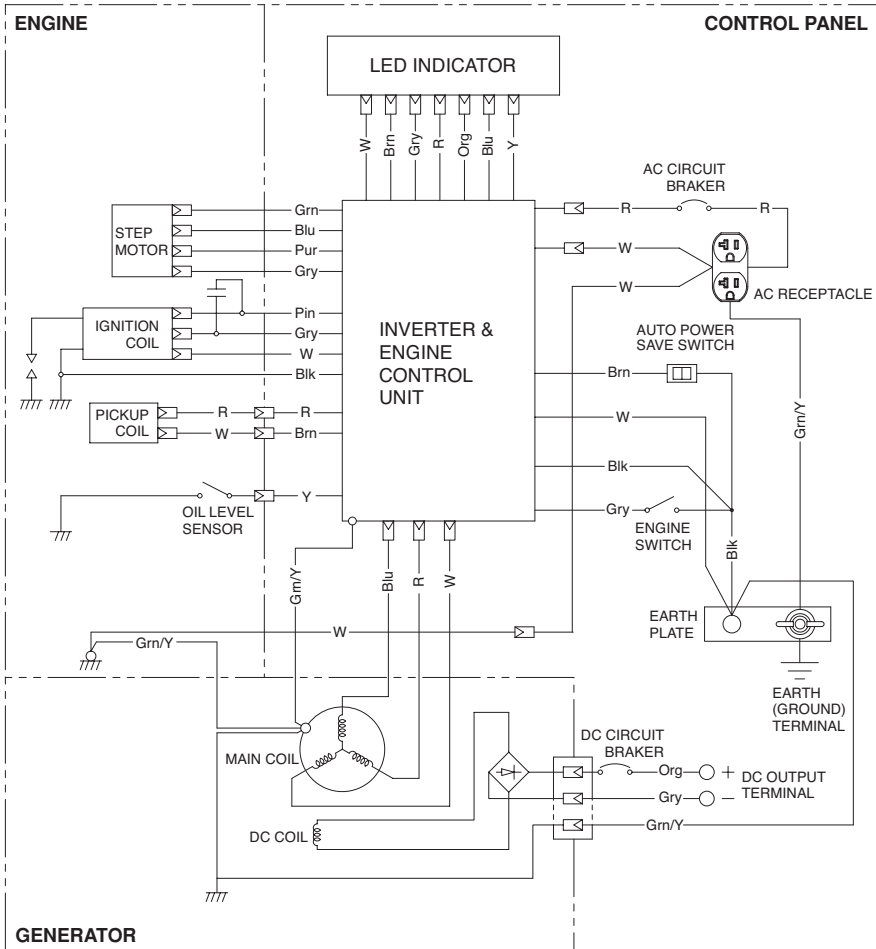 ENGINE
CONTROL PANEL
LED INDICATOR
W
Brn
Gry
R
Org
Blu
Y
AC CIRCUIT
BRAKER
R
R
STEP
MOTOR
Grn
Blu
Pur
Gry
W
W
AC RECEPTACLE
IGNITION
COIL
Pin
Gry
W
Blk
INVERTER &
ENGINE
CONTROL
UNIT
AUTO POWER
SAVE SWITCH
Brn
PICKUP
COIL
R
R
W
Brn
W
Grn/Y
Blk
OIL LEVEL
SENSOR
Y
Gry
ENGINE
SWITCH
Blk
Grn/Y
Blu
R
W
W
Grn/Y
EARTH
PLATE
EARTH
(GROUND)
TERMINAL
MAIN COIL
DC COIL
DC CIRCUIT
BRAKER
Org
+
Gry
−
DC OUTPUT
TERMINAL
Grn/Y
GENERATOR